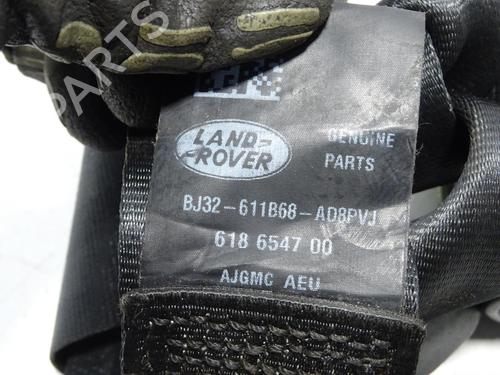 LAND-
ROVER
GENUINE
PARTS
BJ32-611B68-AD8PVJ
618 6547 00
AJGMC AEU
PARTS